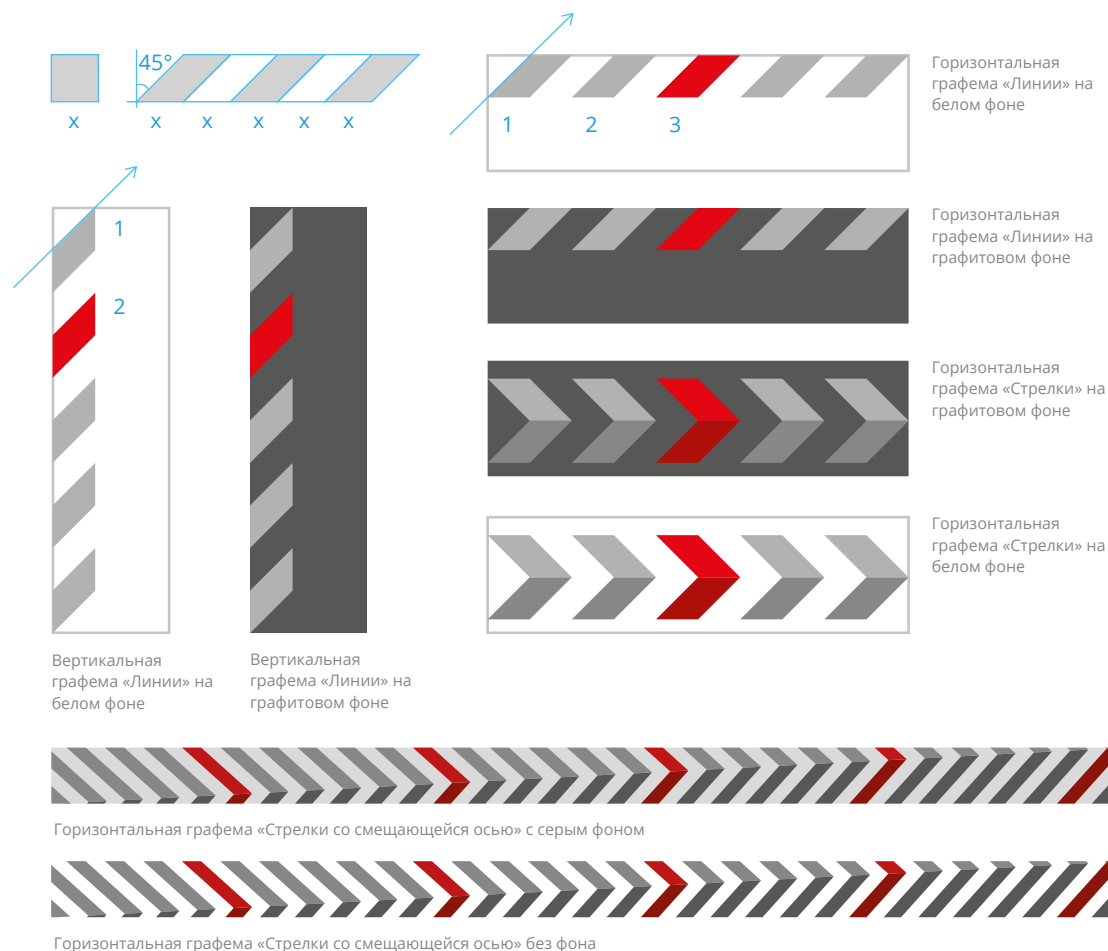 45°
x x x x x x
1 2 3
Горизонтальная
графема «Линии» на
белом фоне
1
2
Горизонтальная
графема «Линии» на
графитовом фоне
Горизонтальная
графема «Стрелки» на
графитовом фоне
Горизонтальная
графема «Стрелки» на
белом фоне
Вертикальная
графема «Линии» на
белом фоне
Вертикальная
графема «Линии» на
графитовом фоне
Горизонтальная графема «Стрелки со смещающейся осью» с серым фоном
Горизонтальная графема «Стрелки со смещающейся осью» без фона